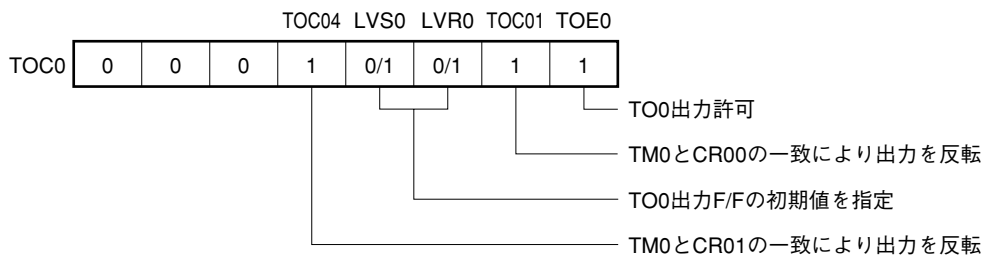 TOC04 LVS0 LVR0 TOC01 TOE0
TOC0 0 0 0 1 0/1 0/1 1 1
TO0出力許可
TM0とCR00の一致により出力を反転
TO0出力F/Fの初期値を指定
TM0とCR01の一致により出力を反転